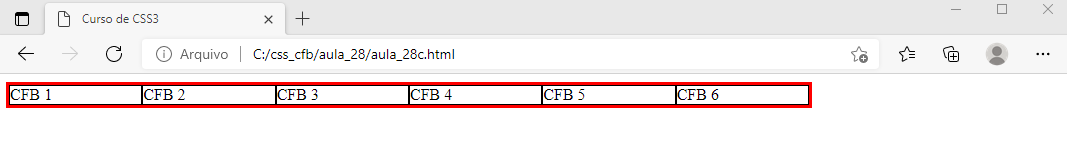 Curso de CSS3
Arquivo C:/css_cfb/aula_28/aula_28c.html
CFB 1 CFB 2 CFB 3 CFB 4 CFB 5 CFB 6